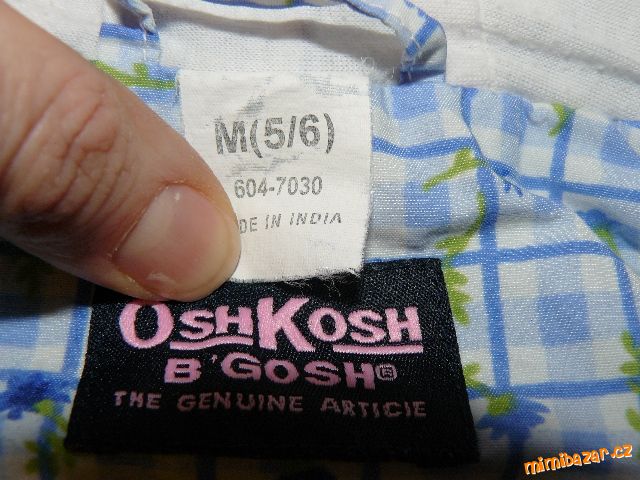 M(5/6)
604-7030
DE IN INDIA
OSHKOSH
B'GOSH®
THE GENUINE ARTICLE
mimibazar.cz